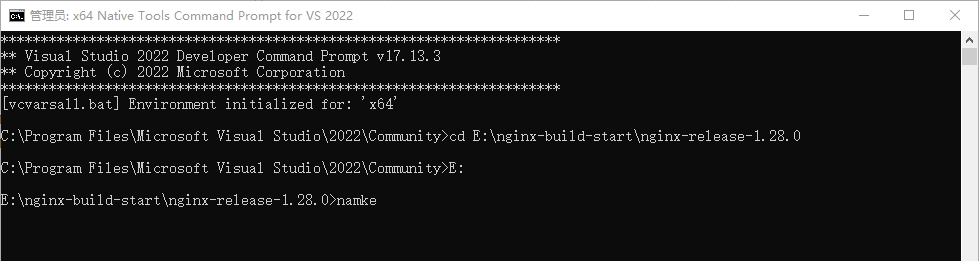 管理员: x64 Native Tools Command Prompt for VS 2022
**********************************************************************
** Visual Studio 2022 Developer Command Prompt v17.13.3
** Copyright (c) 2022 Microsoft Corporation
**********************************************************************
[vcvarsall.bat] Environment initialized for: 'x64'
C:\Program Files\Microsoft Visual Studio\2022\Community>cd E:\nginx-build-start\nginx-release-1.28.0
C:\Program Files\Microsoft Visual Studio\2022\Community>E:
E:\nginx-build-start\nginx-release-1.28.0>namke